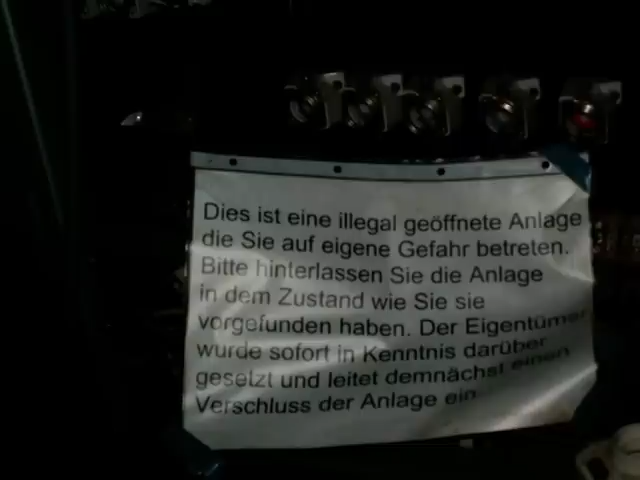 Dies ist eine illegal geöffnete Anlage
die Sie auf eigene Gefahr betreten.
Bitte hinterlassen Sie die Anlage
in dem Zustand wie Sie sie
vorgefunden haben. Der Eigentümer
wurde sofort in Kenntnis darüber
gesetzt und leitet demnächst einen
Verschluss der Anlage ein